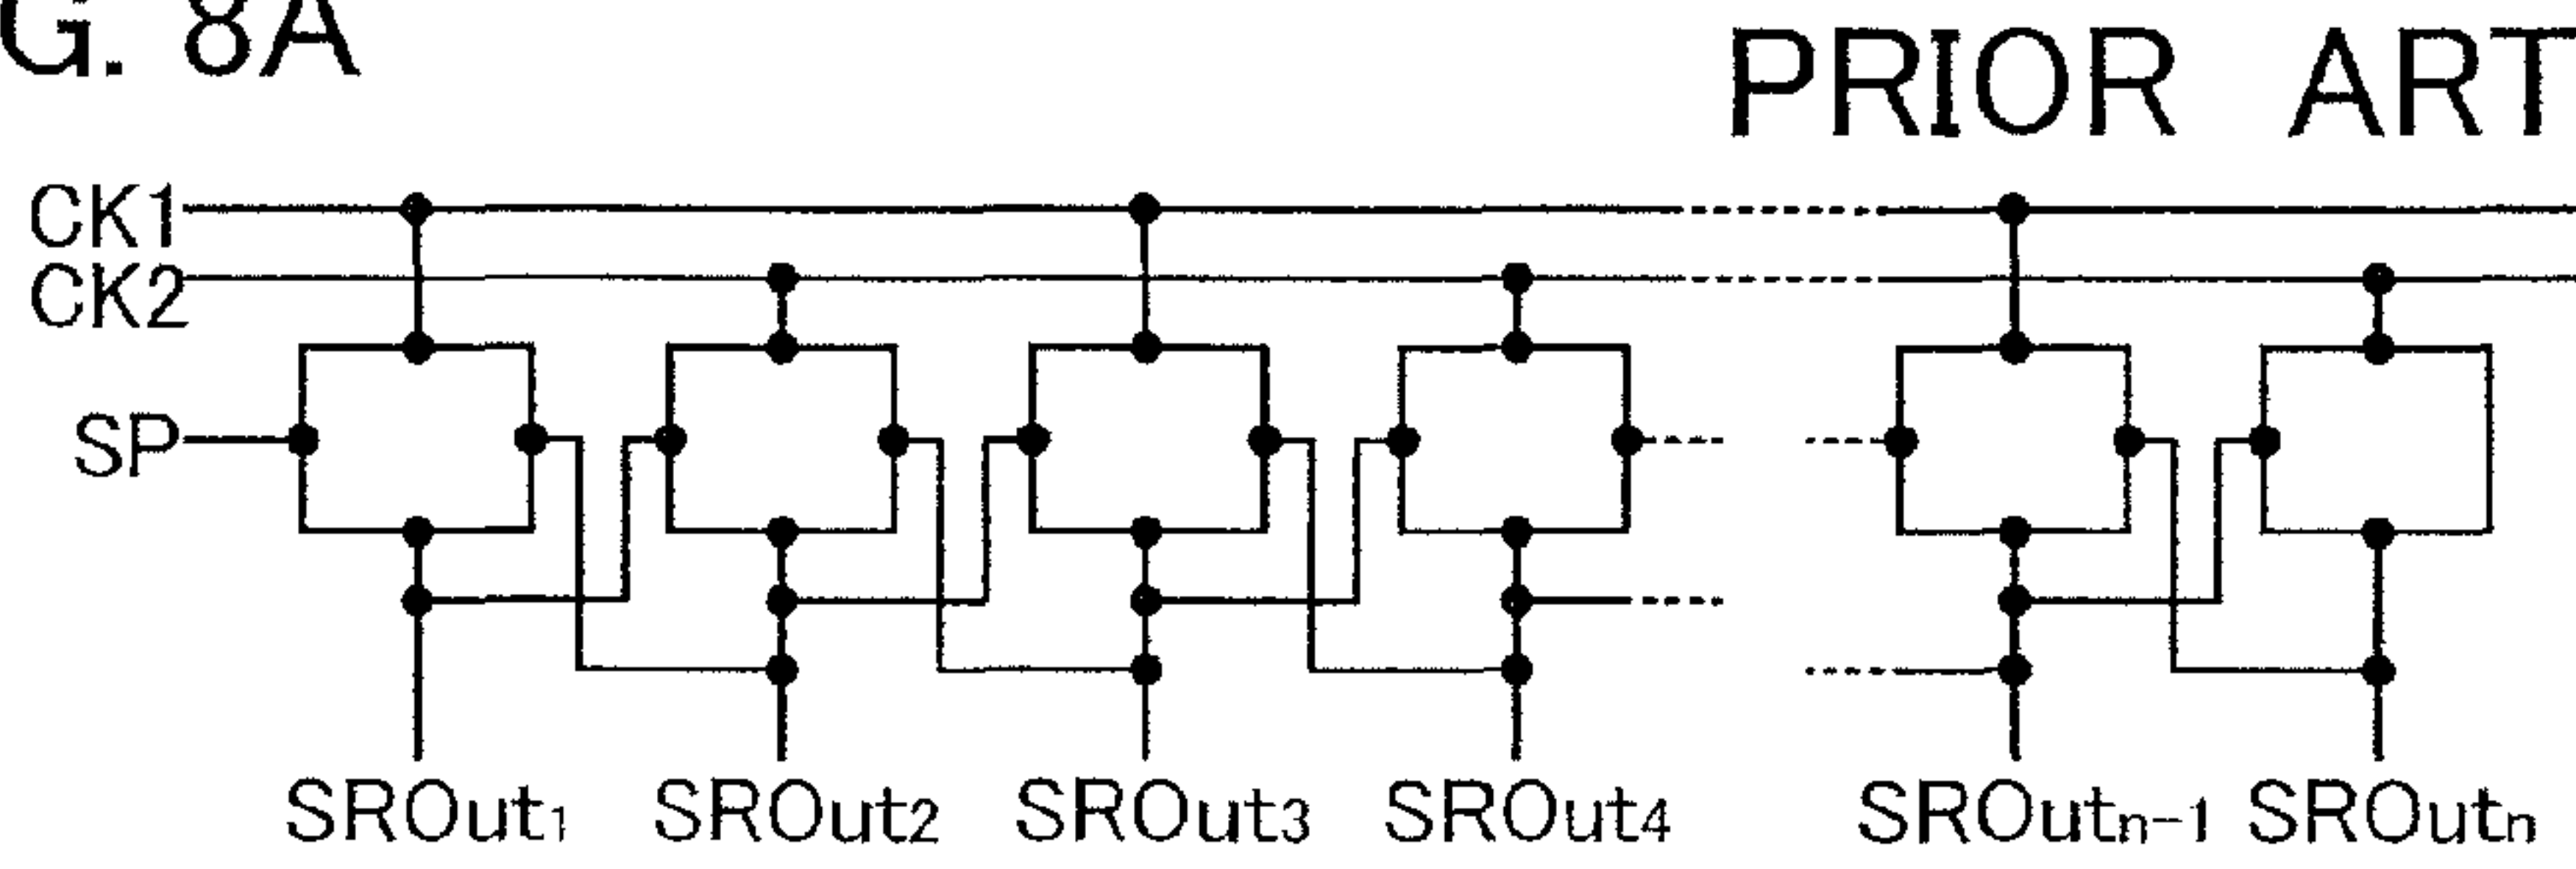 G. 8A
PRIOR ART
CK1
CK2
SP
SROut1
SROut2
SROut3
SROut4
SROutn-1
SROutn